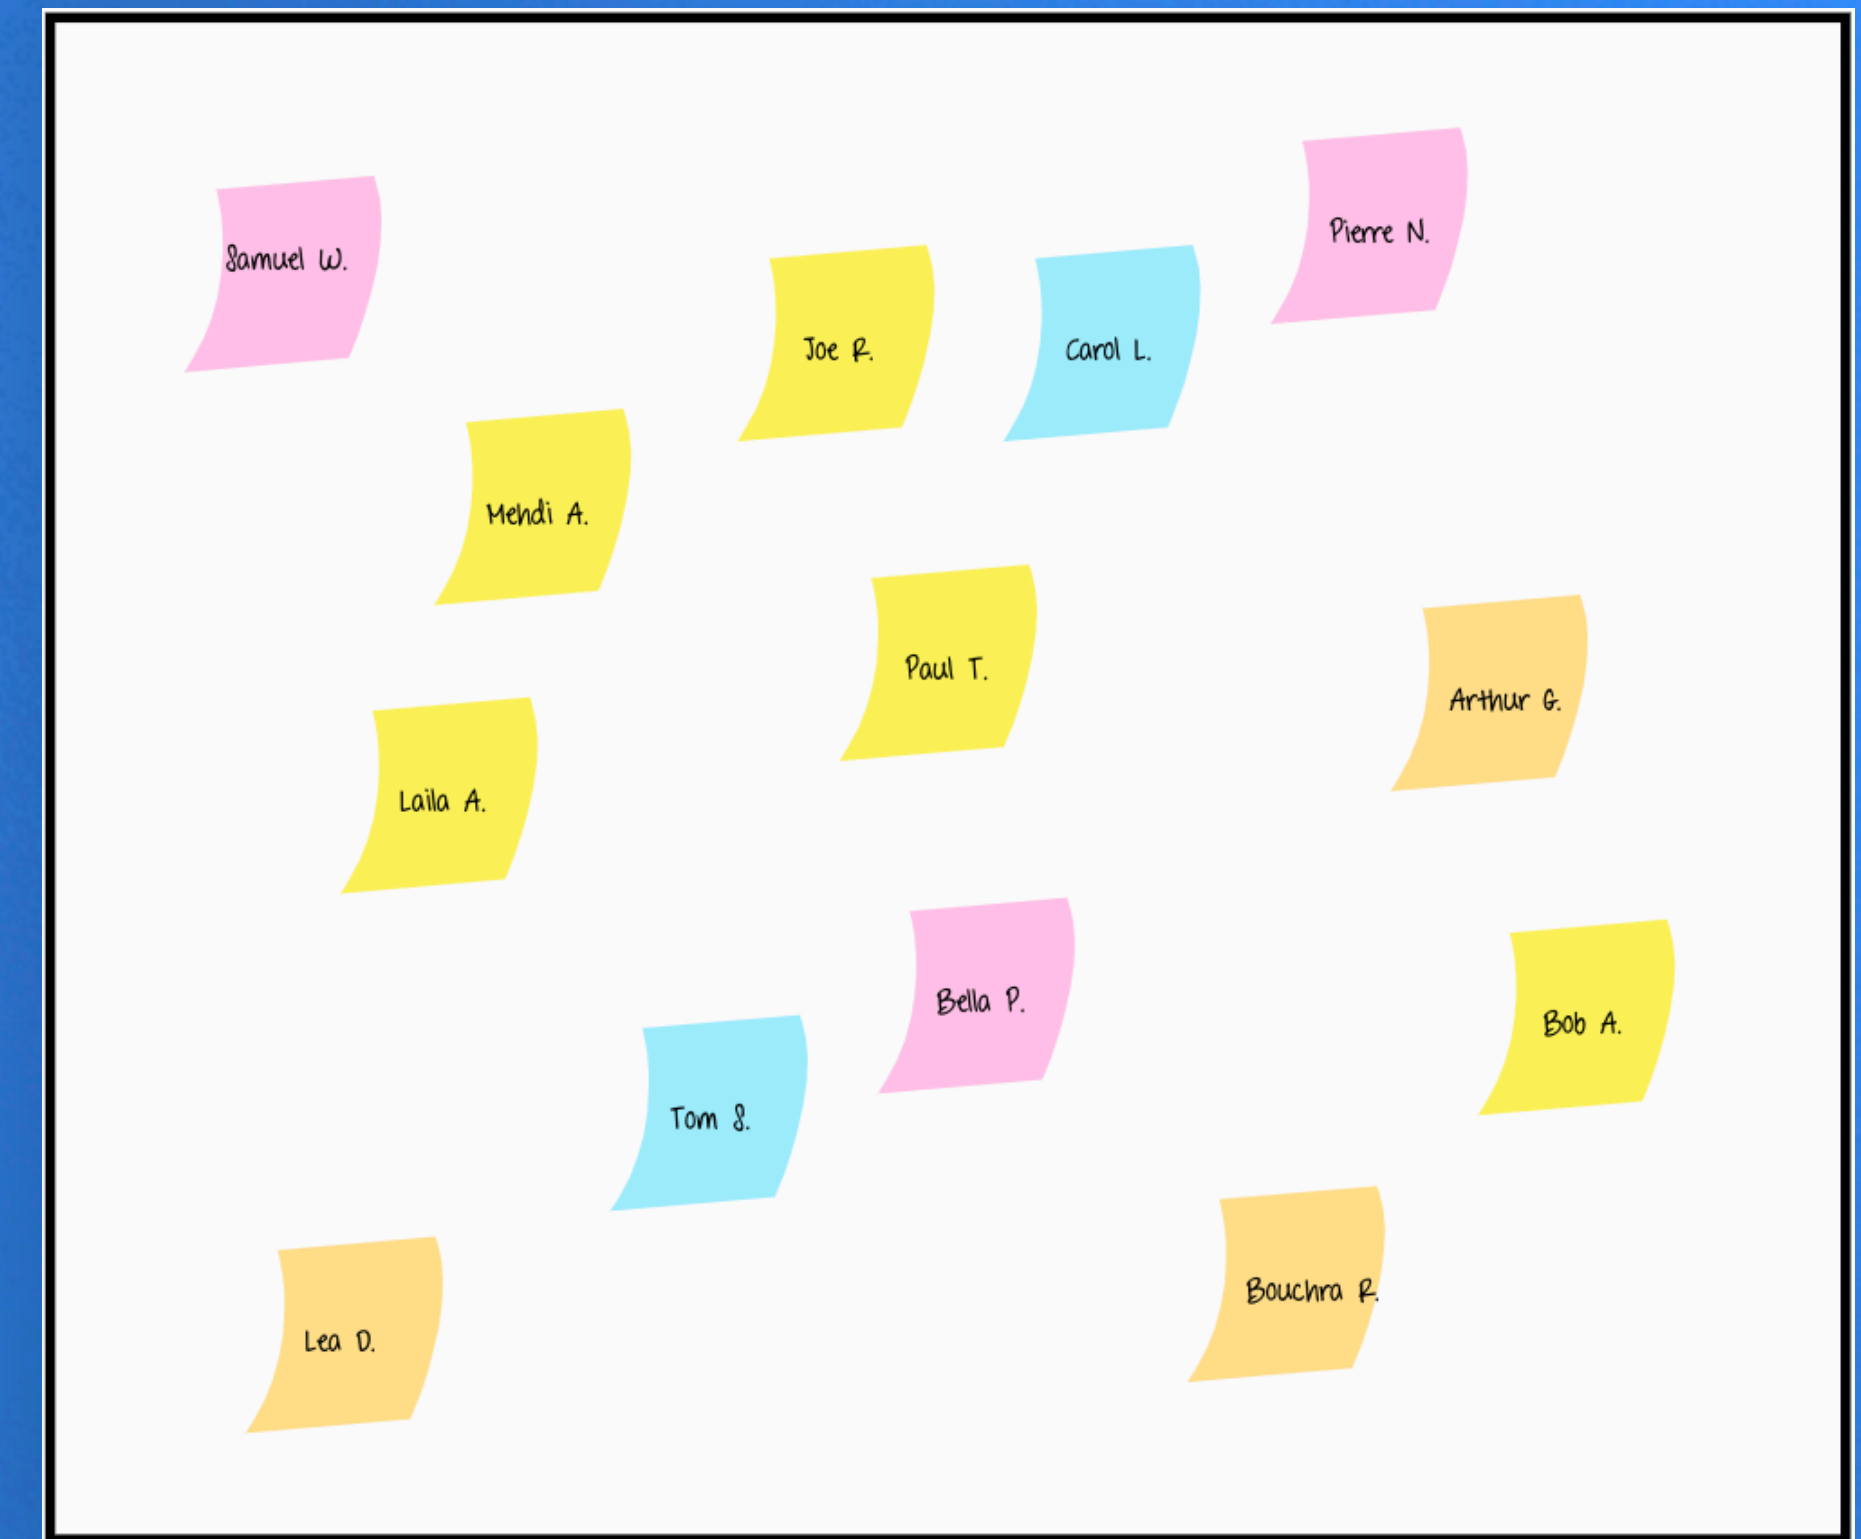 Samuel W.
Pierre N.
Joe R.
Carol L.
Mehdi A.
Paul T.
Arthur G.
Laila A.
Bella P.
Bob A.
Tom S.
Bouchra R.
Lea D.